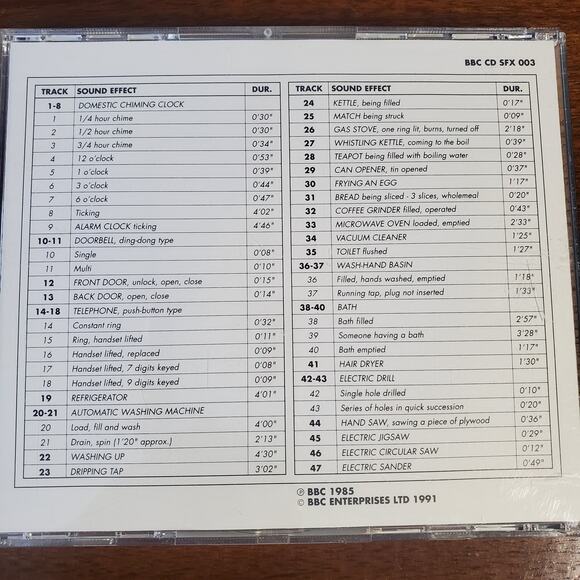 BBC CD SFX 003
TRACK SOUND EFFECT DUR.
1-8 DOMESTIC CHIMING CLOCK
1 1/4 hour chime 0'30"
2 1/2 hour chime 0'30"
3 3/4 hour chime 0'34"
4 12 o'clock 0'53"
5 1 o'clock 0'39"
6 3 o'clock 0'44"
7 6 o'clock 0'47"
8 Ticking 4'02"
9 ALARM CLOCK ticking 4'46"
10-11 DOORBELL, ding-dong type
10 Single 0'08"
11 Multi 0'10"
12 FRONT DOOR, unlock, open, close 0'15"
13 BACK DOOR, open, close 0'14"
14-18 TELEPHONE, push-button type
14 Constant ring 0'32"
15 Ring, handset lifted 0'11"
16 Handset lifted, replaced 0'09"
17 Handset lifted, 7 digits keyed 0'08"
18 Handset lifted, 9 digits keyed 0'09"
19 REFRIGERATOR 4'01"
20-21 AUTOMATIC WASHING MACHINE
20 Load, fill and wash 4'00"
21 Drain, spin (1'20" approx.) 2'13"
22 WASHING UP 4'30"
23 DRIPPING TAP 3'02"
TRACK SOUND EFFECT DUR.
24 KETTLE, being filled 0'17"
25 MATCH being struck 0'09"
26 GAS STOVE, one ring lit, burns, turned off 2'18"
27 WHISTLING KETTLE, coming to the boil 0'39"
28 TEAPOT being filled with boiling water 0'28"
29 CAN OPENER, tin opened 0'37"
30 FRYING AN EGG 1'17"
31 BREAD being sliced - 3 slices, wholemeal 0'20"
32 COFFEE GRINDER filled, operated 0'43"
33 MICROWAVE OVEN loaded, emptied 2'33"
34 VACUUM CLEANER 1'25"
35 TOILET flushed 1'27"
36-37 WASH-HAND BASIN
36 Filled, hands washed, emptied 1'18"
37 Running tap, plug not inserted 1'33"
38-40 BATH
38 Bath filled 2'57"
39 Someone having a bath 3'28"
40 Bath emptied 1'17"
41 HAIR DRYER 1'30"
42-43 ELECTRIC DRILL
42 Single hole drilled 0'10"
43 Series of holes in quick succession 0'20"
44 HAND SAW, sawing a piece of plywood 0'36"
45 ELECTRIC JIGSAW 0'29"
46 ELECTRIC CIRCULAR SAW 0'12"
47 ELECTRIC SANDER 0'49"
℗ BBC 1985
© BBC ENTERPRISES LTD 1991